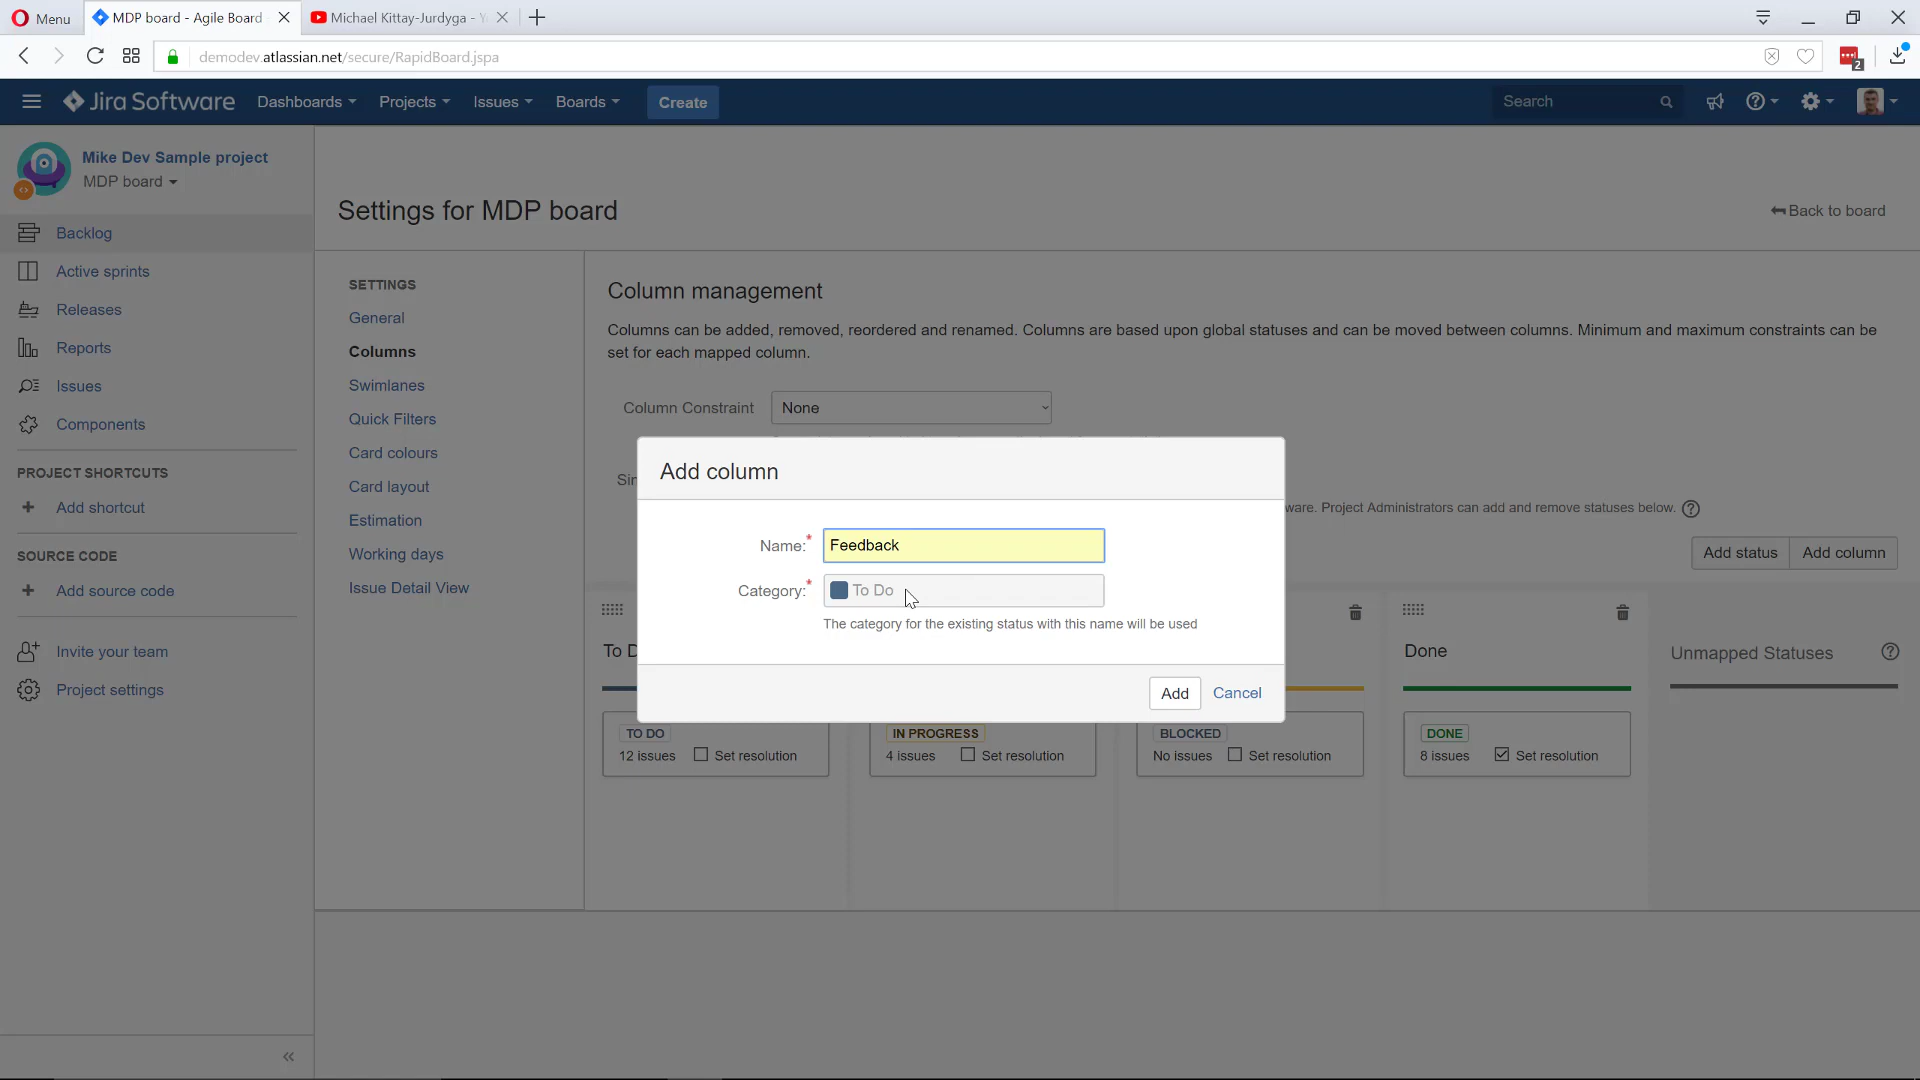 Menu
MDP board - Agile Board
Michael Kittay-Jurdyga -
demodev.atlassian.net/secure/RapidBoard.jspa
2
Jira Software
Dashboards
Projects
Issues
Boards
Create
Search
Mike Dev Sample project
MDP board
Backlog
Active sprints
Releases
Reports
Issues
Components
PROJECT SHORTCUTS
+ Add shortcut
SOURCE CODE
+ Add source code
Invite your team
Project settings
Settings for MDP board
Back to board
SETTINGS
General
Columns
Swimlanes
Quick Filters
Card colours
Card layout
Estimation
Working days
Issue Detail View
Column management
Columns can be added, removed, reordered and renamed. Columns are based upon global statuses and can be moved between columns. Minimum and maximum constraints can be
set for each mapped column.
Column Constraint
None
Project Administrators can add and remove statuses below.
Add status
Add column
Add column
Name:*
Feedback
Category:*
To Do
The category for the existing status with this name will be used
Add
Cancel
Done
Unmapped Statuses
TO DO
12 issues
Set resolution
IN PROGRESS
4 issues
Set resolution
BLOCKED
No issues
Set resolution
DONE
8 issues
Set resolution